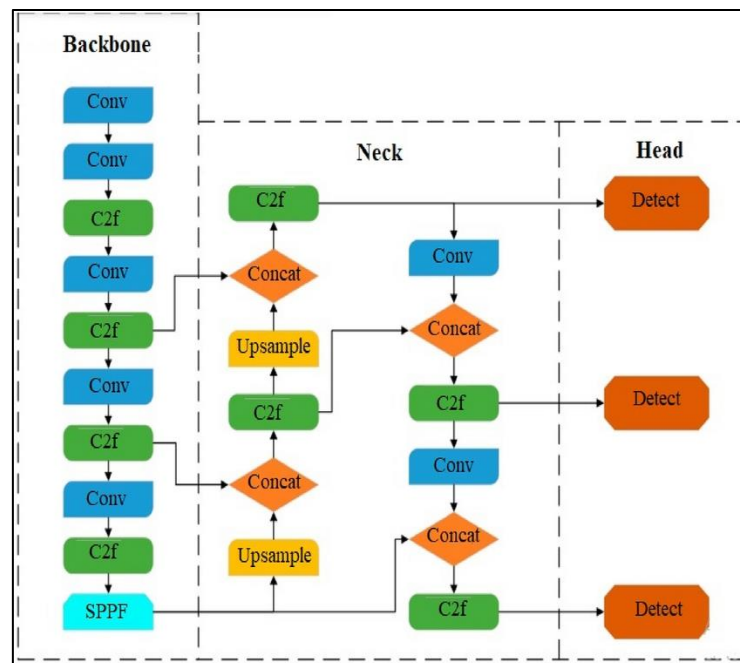 Backbone
Conv
Conv
C2f
Conv
C2f
Conv
C2f
Conv
C2f
SPPF
Neck
C2f
Concat
Upsample
C2f
Concat
Upsample
Conv
Concat
C2f
Conv
Concat
C2f
Head
Detect
Detect
Detect